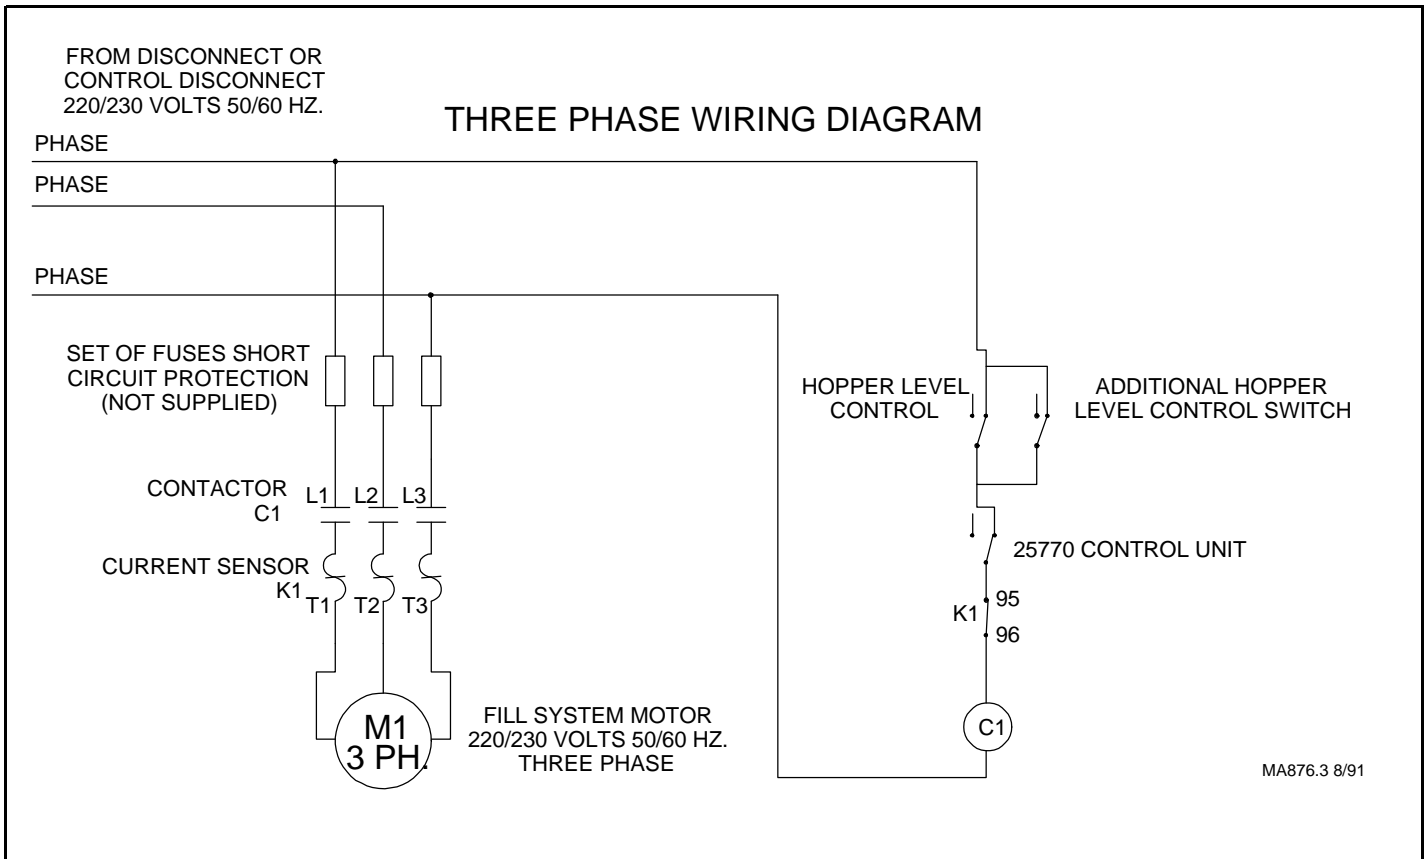 FROM DISCONNECT OR
CONTROL DISCONNECT
220/230 VOLTS 50/60 HZ.
THREE PHASE WIRING DIAGRAM
PHASE
PHASE
PHASE
SET OF FUSES SHORT
CIRCUIT PROTECTION
(NOT SUPPLIED)
HOPPER LEVEL
CONTROL
ADDITIONAL HOPPER
LEVEL CONTROL SWITCH
CONTACTOR
C1
L1
L2
L3
25770 CONTROL UNIT
CURRENT SENSOR
K1
T1
T2
T3
K1
95
96
M1
3 PH.
FILL SYSTEM MOTOR
220/230 VOLTS 50/60 HZ.
THREE PHASE
C1
MA876.3 8/91